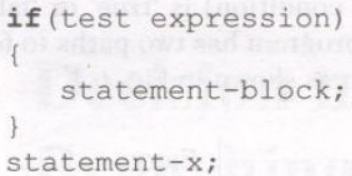 if(test expression)
{
statement-block;
}
statement-x;